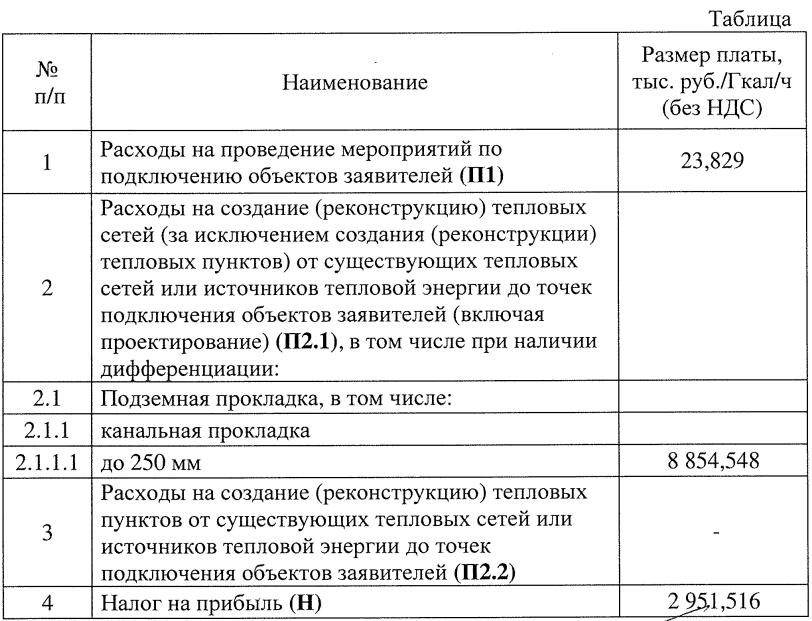 Таблица
№
п/п
Наименование
Размер платы,
тыс. руб./Гкал/ч
(без НДС)
1
Расходы на проведение мероприятий по
подключению объектов заявителей (П1)
23,829
2
Расходы на создание (реконструкцию) тепловых
сетей (за исключением создания (реконструкции)
тепловых пунктов) от существующих тепловых
сетей или источников тепловой энергии до точек
подключения объектов заявителей (включая
проектирование) (П2.1), в том числе при наличии
дифференциации:
2.1
Подземная прокладка, в том числе:
2.1.1
канальная прокладка
2.1.1.1
до 250 мм
8 854,548
3
Расходы на создание (реконструкцию) тепловых
пунктов от существующих тепловых сетей или
источников тепловой энергии до точек
подключения объектов заявителей (П2.2)
-
4
Налог на прибыль (Н)
2 951,516